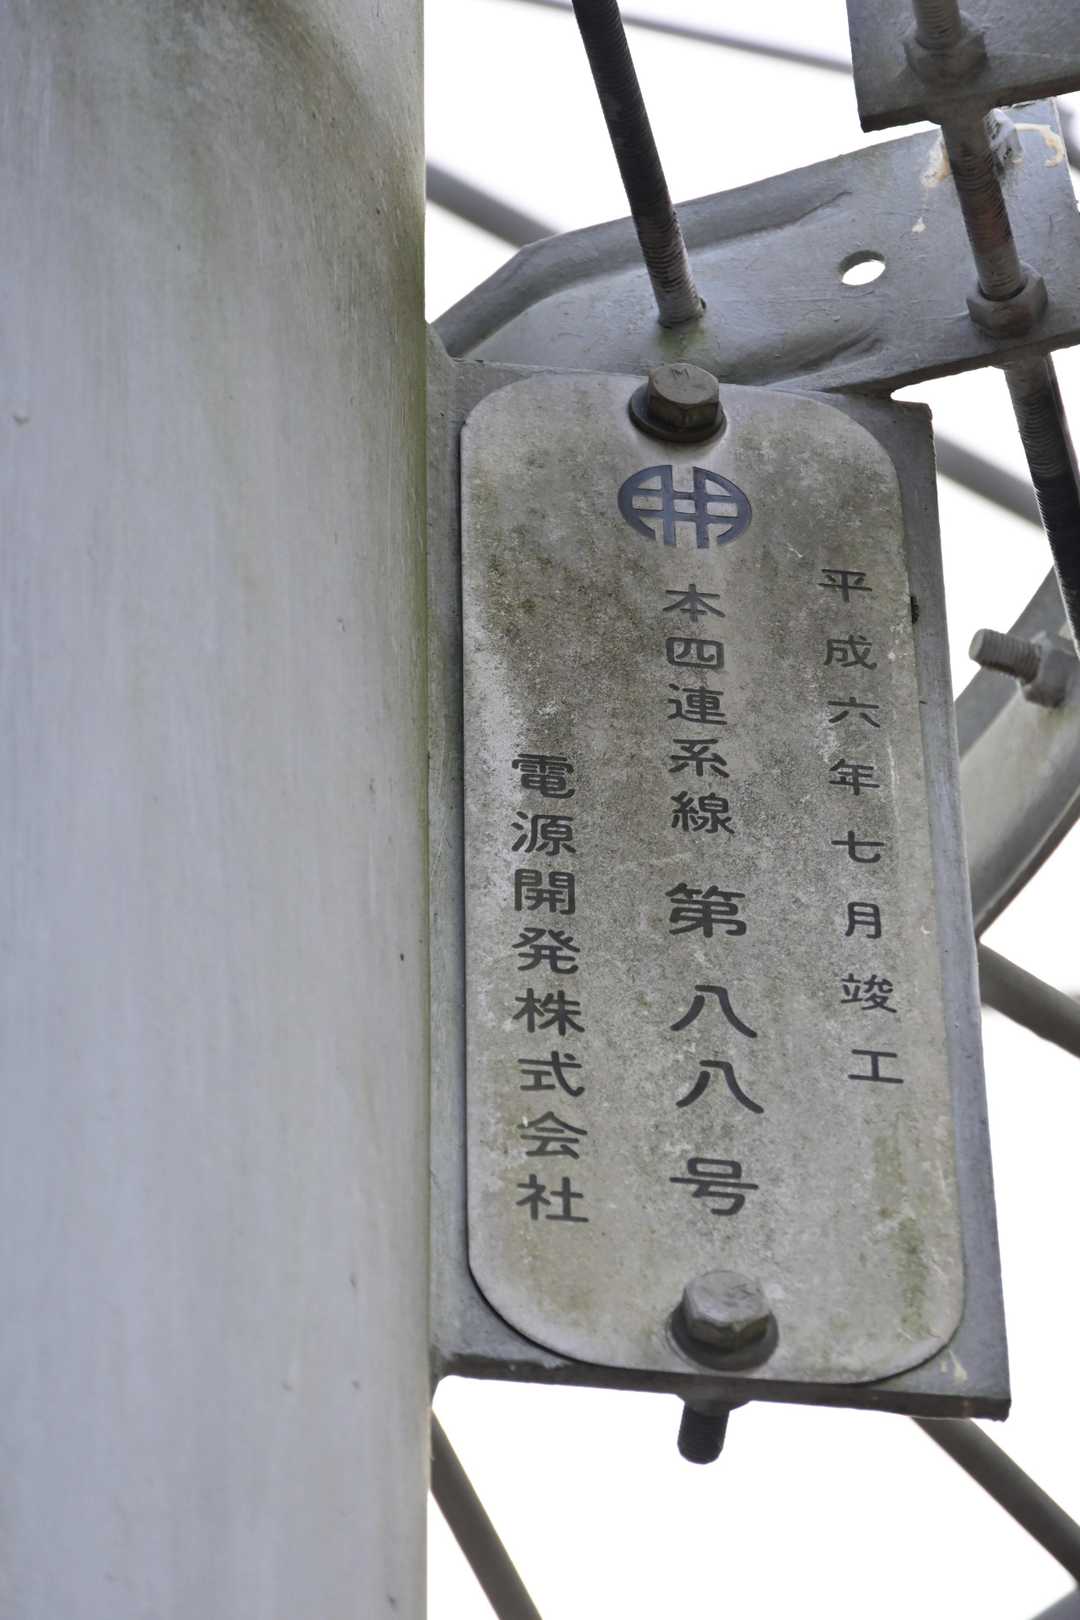 平成六年七月竣工
本四連系線 第八八号
電源開発株式会社